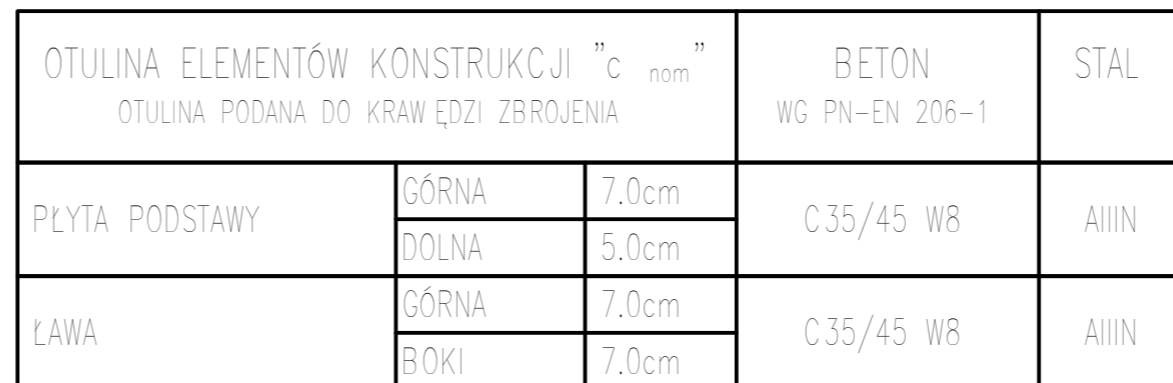 OTULINA ELEMENTÓW KONSTRUKCJI "c nom"
OTULINA PODANA DO KRAWĘDZI ZBROJENIA
BETON
WG PN-EN 206-1
STAL
PŁYTA PODSTAWY
GÓRNA 7.0cm
DOLNA 5.0cm
C35/45 W8
AIIIN
ŁAWA
GÓRNA 7.0cm
BOKI 7.0cm
C35/45 W8
AIIIN